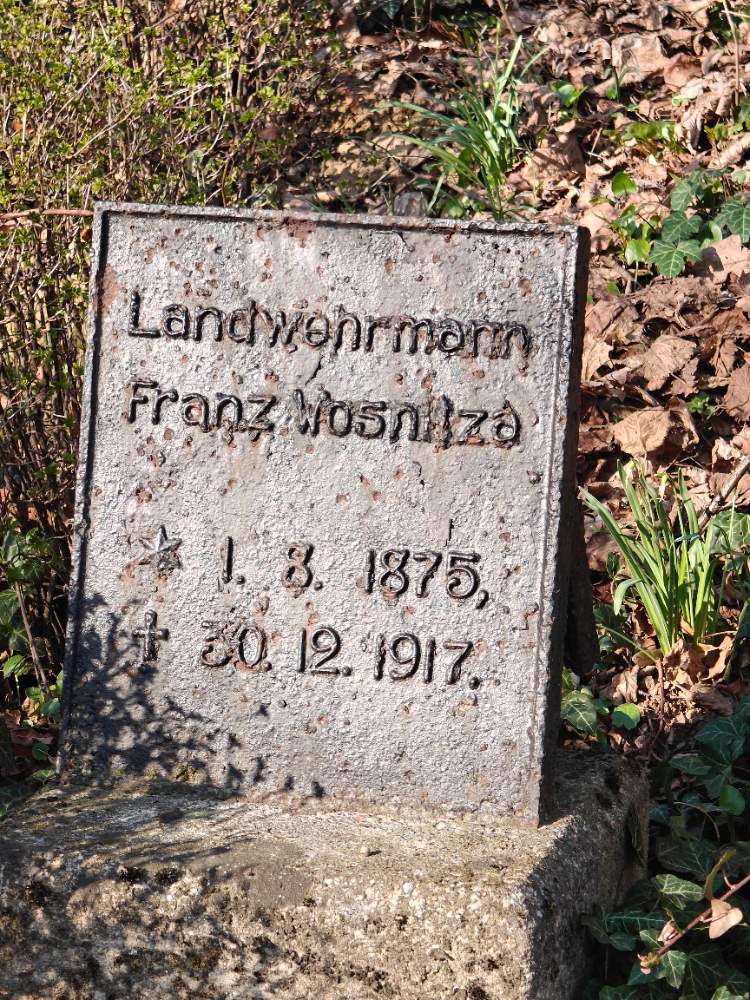 Landwehrmann
Franz Wosnitza
* 1. 8. 1875,
† 30. 12. 1917.